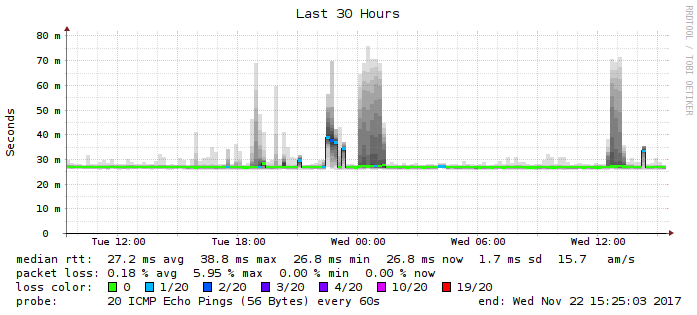 Last 30 Hours
RRDTOOL / TOBI OETIKER
Seconds
80 m
70 m
60 m
50 m
40 m
30 m
20 m
10 m
0
Tue 12:00 Tue 18:00 Wed 00:00 Wed 06:00 Wed 12:00
median rtt: 27.2 ms avg 38.8 ms max 26.8 ms min 26.8 ms now 1.7 ms sd 15.7 am/s
packet loss: 0.18 % avg 5.95 % max 0.00 % min 0.00 % now
loss color: 0 1/20 2/20 3/20 4/20 10/20 19/20
probe: 20 ICMP Echo Pings (56 Bytes) every 60s end: Wed Nov 22 15:25:03 2017